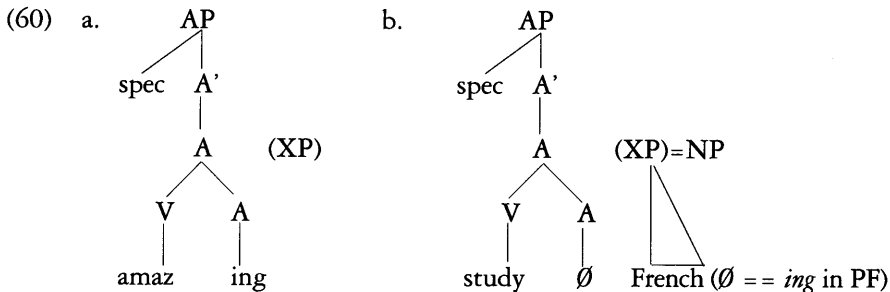 (60) a. AP b. AP
spec A' spec A'
A (XP) A (XP)=NP
V A V A
amaz ing study Ø French (Ø == ing in PF)